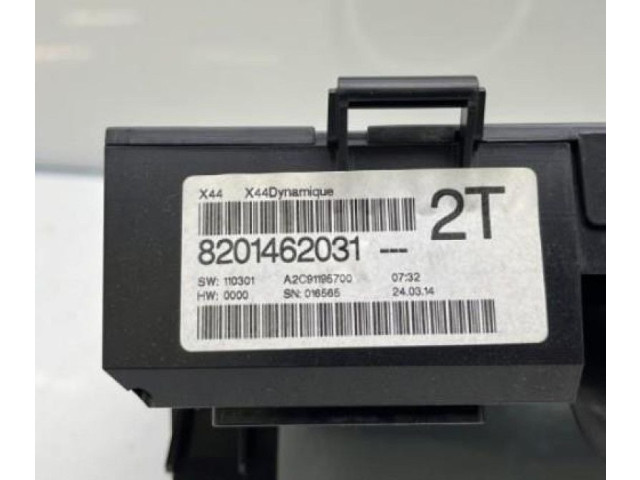 X44 X44Dynamique
8201462031 --- 2T
SW: 110301 A2C91195700 07:32
HW: 0000 SN: 016565 24.03.14